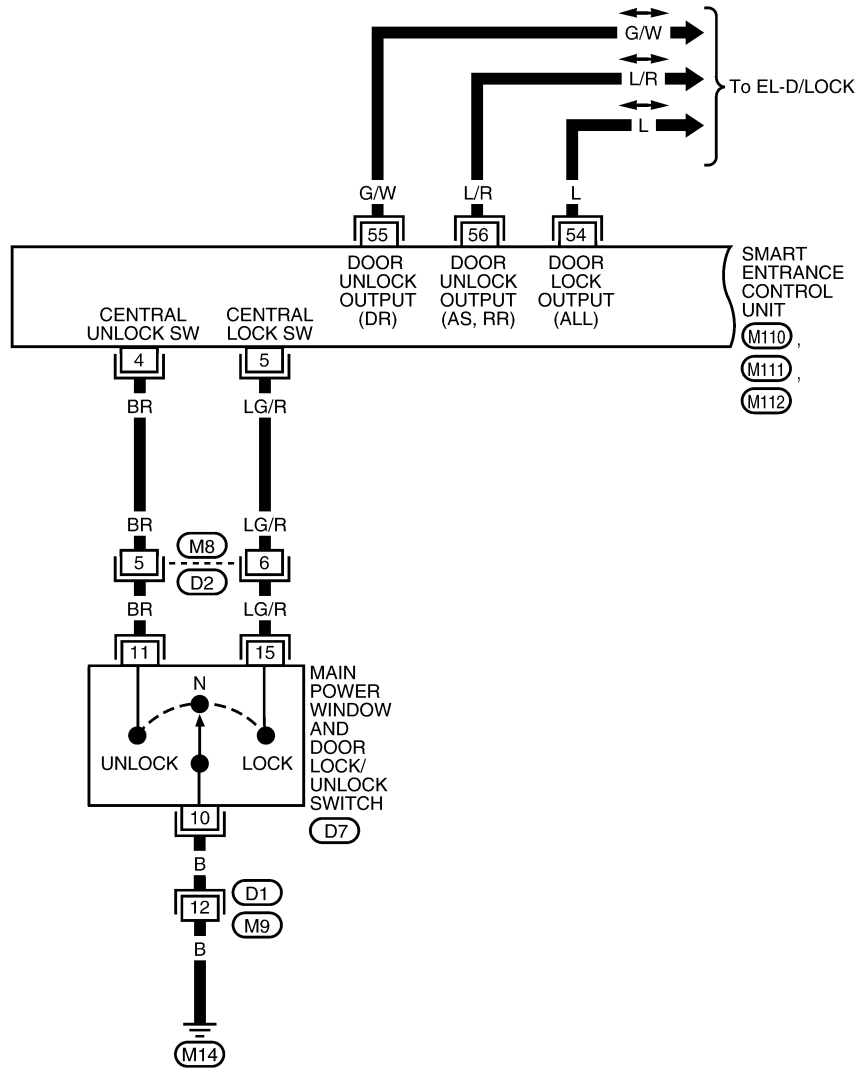 G/W
L/R
To EL-D/LOCK
L
G/W
L/R
L
55
56
54
DOOR
UNLOCK
OUTPUT
(DR)
DOOR
UNLOCK
OUTPUT
(AS, RR)
DOOR
LOCK
OUTPUT
(ALL)
SMART
ENTRANCE
CONTROL
UNIT
M110 ,
M111 ,
M112
CENTRAL
UNLOCK SW
CENTRAL
LOCK SW
4
5
BR
LG/R
BR
LG/R
5
M8
D2
6
BR
LG/R
11
15
N
UNLOCK
LOCK
MAIN
POWER
WINDOW
AND
DOOR
LOCK/
UNLOCK
SWITCH
D7
10
B
12
D1
M9
B
M14